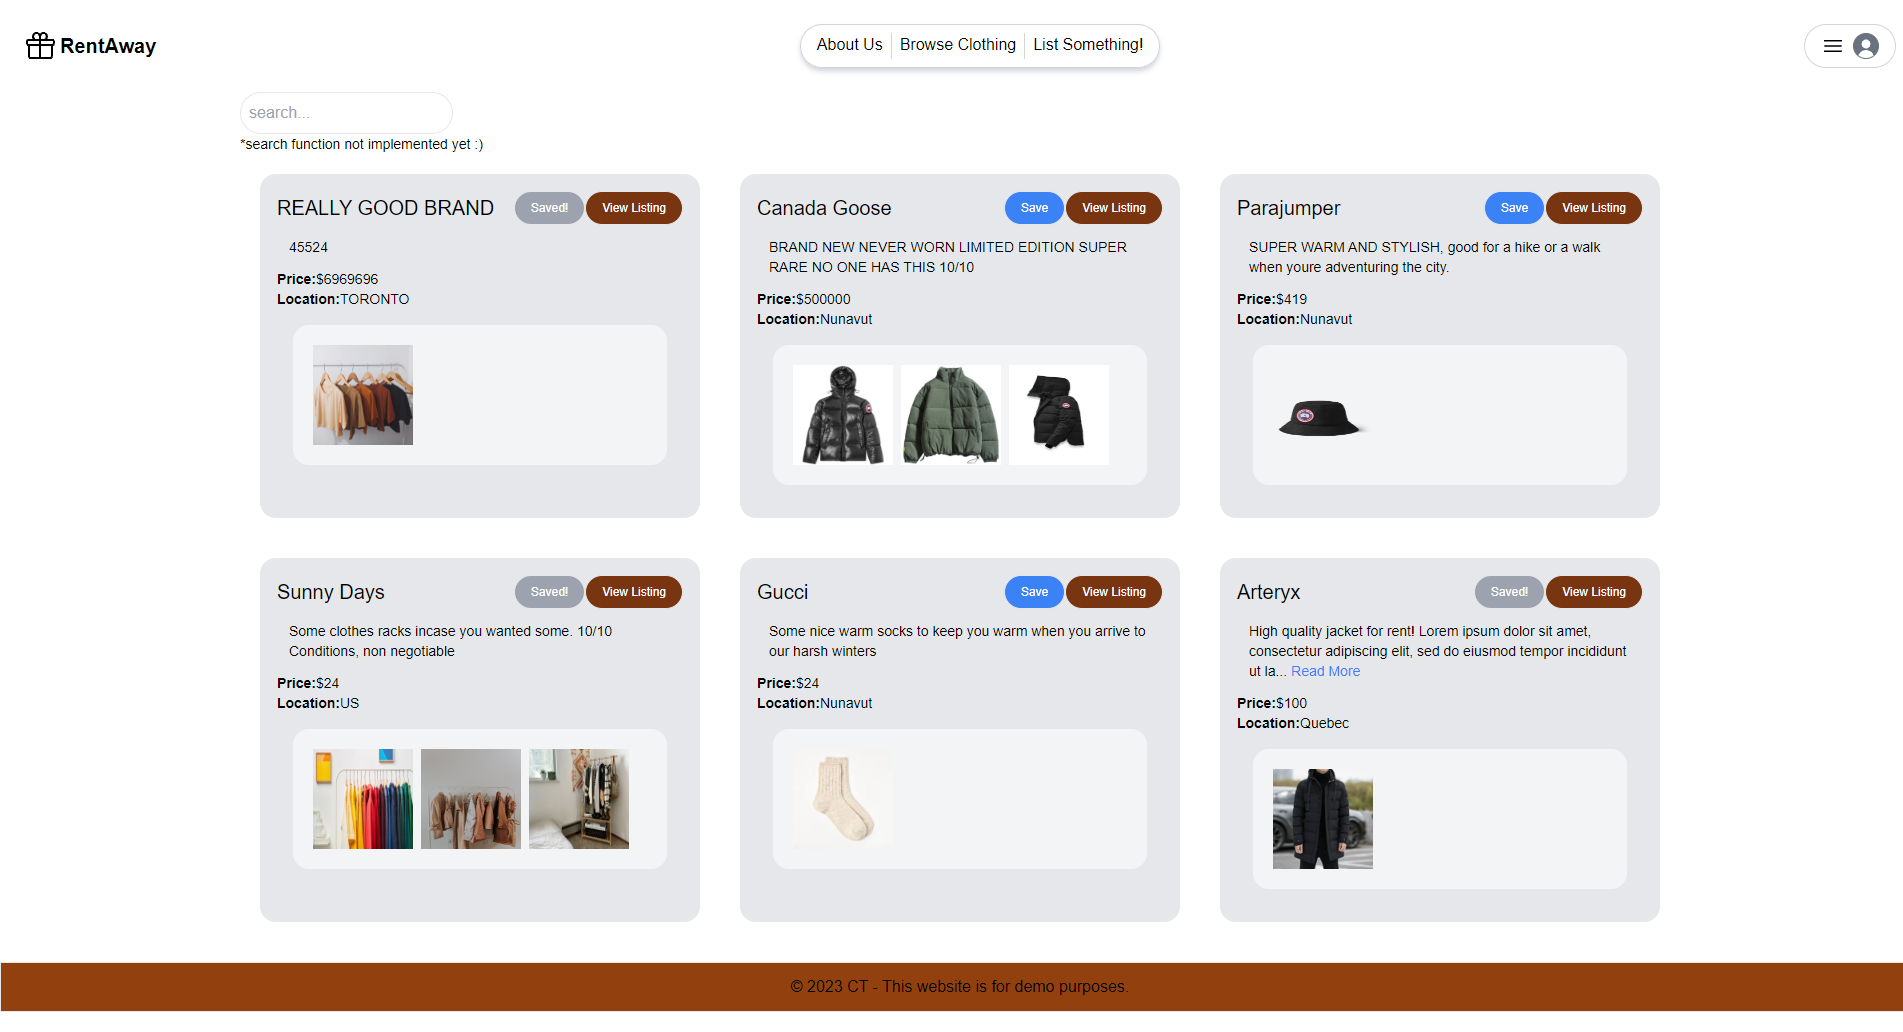 RentAway
About Us
Browse Clothing
List Something!
search...
*search function not implemented yet :)
REALLY GOOD BRAND
Saved!
View Listing
45524
Price:$6969696
Location:TORONTO
Canada Goose
Save
View Listing
BRAND NEW NEVER WORN LIMITED EDITION SUPER
RARE NO ONE HAS THIS 10/10
Price:$500000
Location:Nunavut
Parajumper
Save
View Listing
SUPER WARM AND STYLISH, good for a hike or a walk
when youre adventuring the city.
Price:$419
Location:Nunavut
Sunny Days
Saved!
View Listing
Some clothes racks incase you wanted some. 10/10
Conditions, non negotiable
Price:$24
Location:US
Gucci
Save
View Listing
Some nice warm socks to keep you warm when you arrive to
our harsh winters
Price:$24
Location:Nunavut
Arteryx
Saved!
View Listing
High quality jacket for rent! Lorem ipsum dolor sit amet,
consectetur adipiscing elit, sed do eiusmod tempor incididunt
ut la... Read More
Price:$100
Location:Quebec
© 2023 CT - This website is for demo purposes.